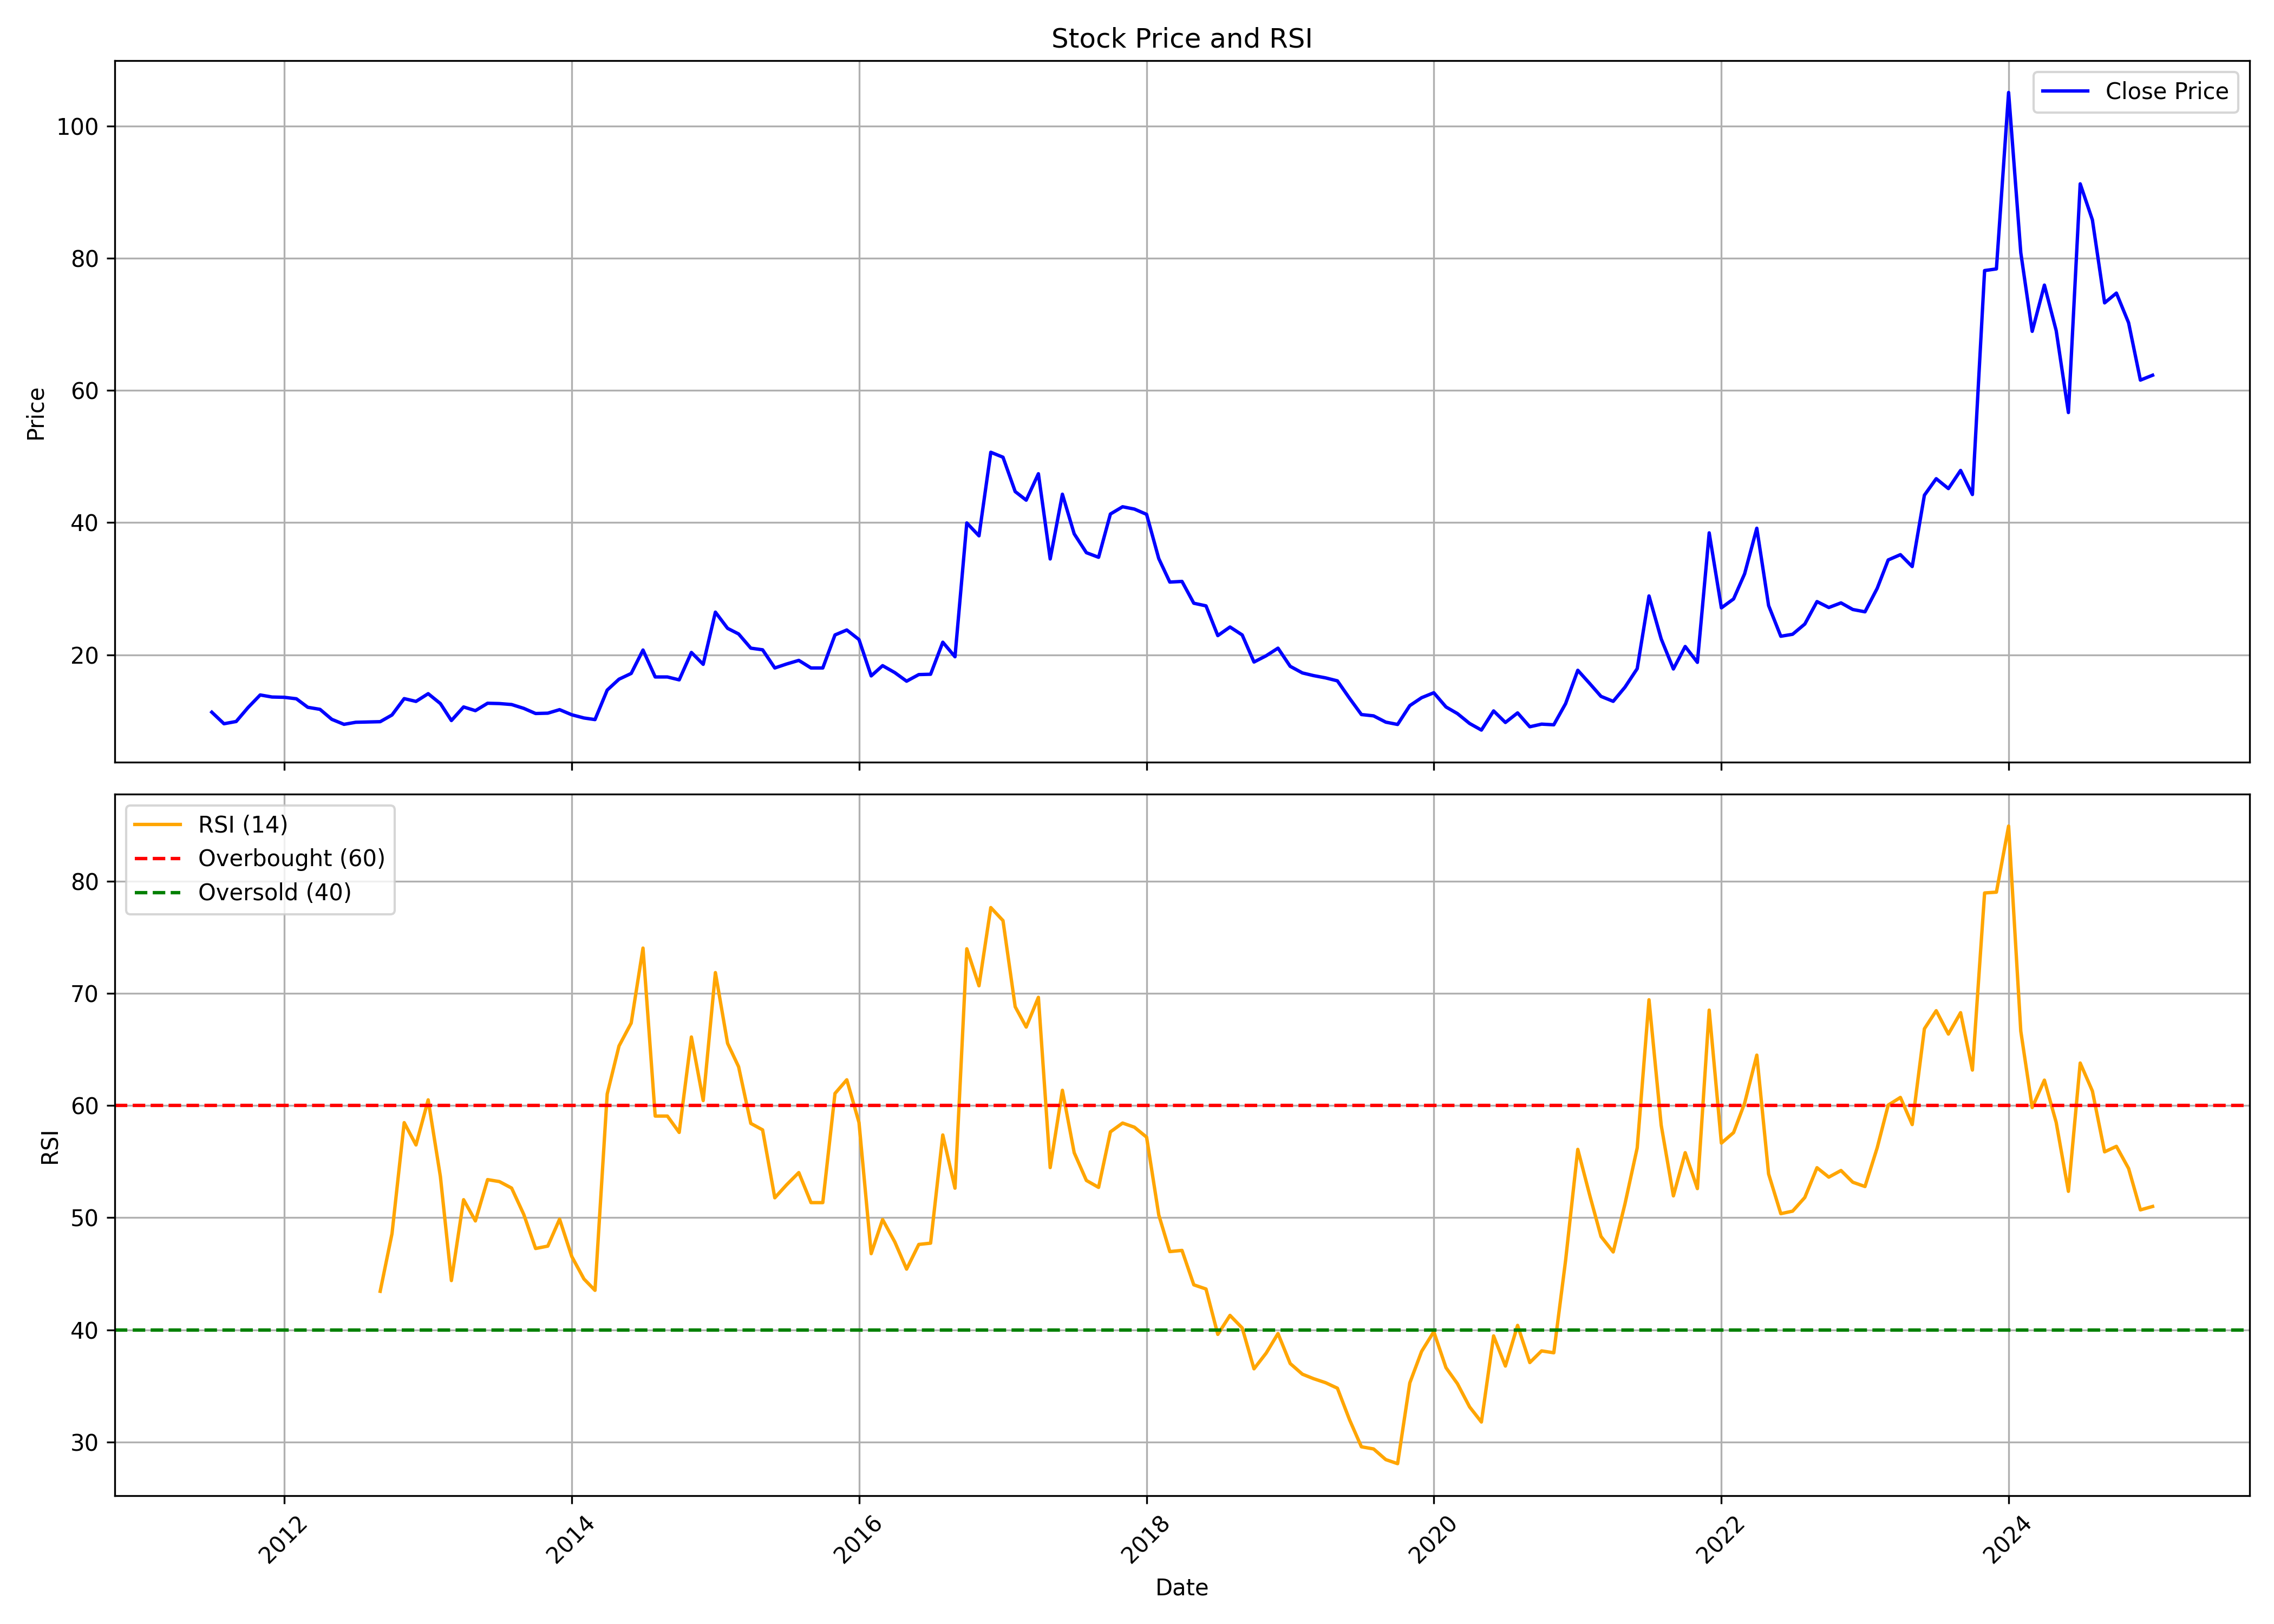 Stock Price and RSI
Close Price
100
80
60
40
20
Price
RSI (14)
Overbought (60)
Oversold (40)
80
70
60
50
40
30
RSI
2012
2014
2016
2018
2020
2022
2024
Date